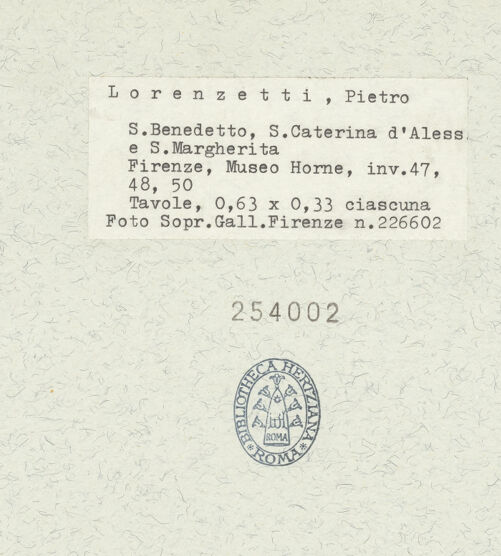 Lorenzetti, Pietro
S.Benedetto, S.Caterina d'Aless.
e S.Margherita
Firenze, Museo Horne, inv.47,
48, 50
Tavole, 0,63 x 0,33 ciascuna
Foto Sopr.Gall.Firenze n.226602
254002
BIBLIOTHECA HERTZIANA
ROMA
* ROMA *